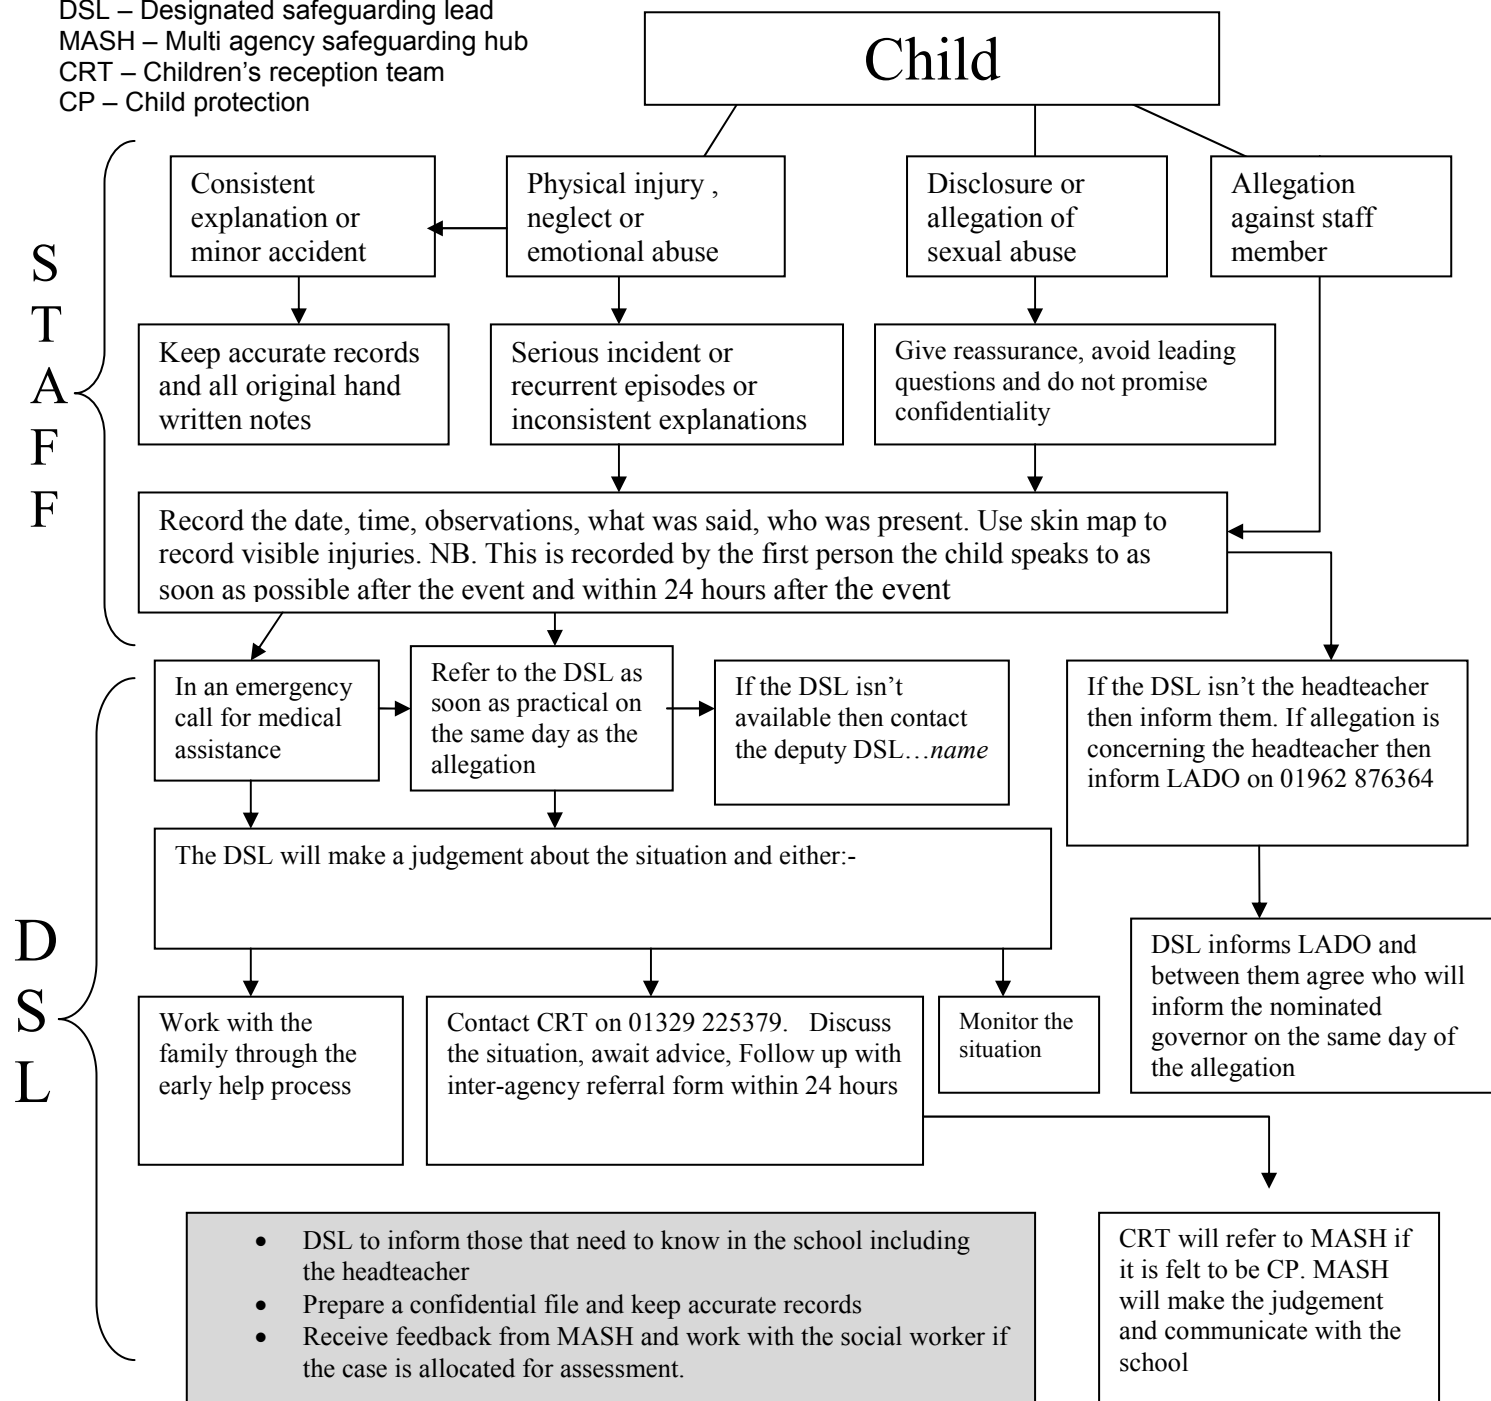 DSL – Designated safeguarding lead
MASH – Multi agency safeguarding hub
CRT – Children's reception team
CP – Child protection
Child
S
T
A
F
F
Consistent
explanation or
minor accident
Physical injury ,
neglect or
emotional abuse
Disclosure or
allegation of
sexual abuse
Allegation
against staff
member
Keep accurate records
and all original hand
written notes
Serious incident or
recurrent episodes or
inconsistent explanations
Give reassurance, avoid leading
questions and do not promise
confidentiality
Record the date, time, observations, what was said, who was present. Use skin map to
record visible injuries. NB. This is recorded by the first person the child speaks to as
soon as possible after the event and within 24 hours after the event
D
S
L
In an emergency
call for medical
assistance
Refer to the DSL as
soon as practical on
the same day as the
allegation
If the DSL isn't
available then contact
the deputy DSL…name
If the DSL isn't the headteacher
then inform them. If allegation is
concerning the headteacher then
inform LADO on 01962 876364
The DSL will make a judgement about the situation and either:-
DSL informs LADO and
between them agree who will
inform the nominated
governor on the same day of
the allegation
Work with the
family through the
early help process
Contact CRT on 01329 225379.   Discuss
the situation, await advice, Follow up with
inter-agency referral form within 24 hours
Monitor the
situation
• DSL to inform those that need to know in the school including
the headteacher
• Prepare a confidential file and keep accurate records
• Receive feedback from MASH and work with the social worker if
the case is allocated for assessment.
CRT will refer to MASH if
it is felt to be CP. MASH
will make the judgement
and communicate with the
school